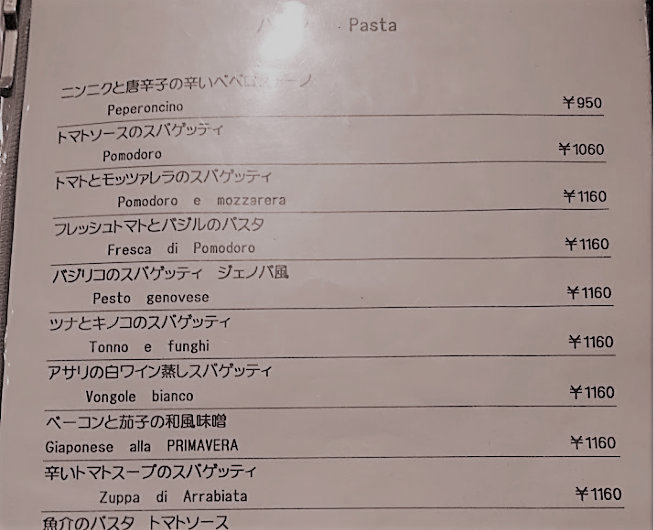 Pasta
ニンニクと唐辛子の辛いペペロ
Peperoncino ￥950
トマトソースのスパゲッティ
Pomodoro ￥1060
トマトとモッツァレラのスパゲッティ
Pomodoro e mozzarera ￥1160
フレッシュトマトとバジルのパスタ
Fresca di Pomodoro ￥1160
バジリコのスパゲッティ ジェノバ風
Pesto genovese ￥1160
ツナとキノコのスパゲッティ
Tonno e funghi ￥1160
アサリの白ワイン蒸しスパゲッティ
Vongole bianco ￥1160
ベーコンと茄子の和風味噌
Giaponese alla PRIMAVERA ￥1160
辛いトマトスープのスパゲッティ
Zuppa di Arrabiata ￥1160
魚介のパスタ トマトソース